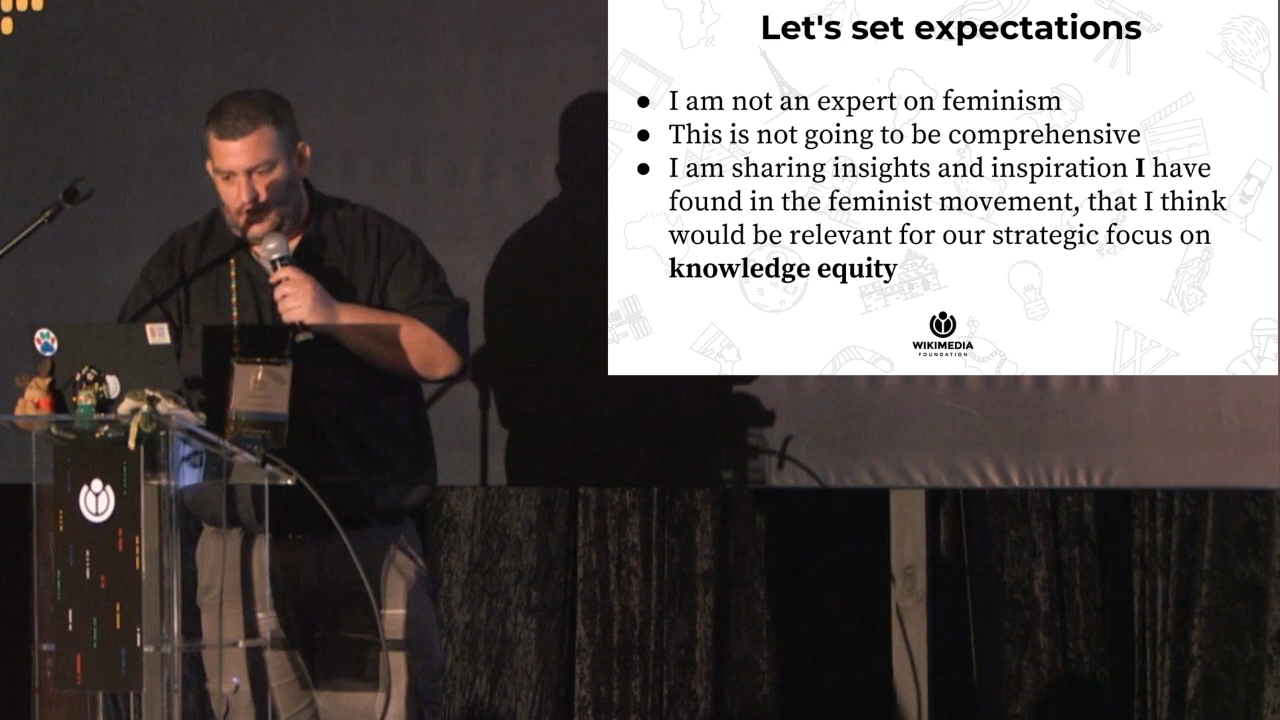 Let's set expectations
● I am not an expert on feminism
● This is not going to be comprehensive
● I am sharing insights and inspiration I have
found in the feminist movement, that I think
would be relevant for our strategic focus on
knowledge equity
WIKIMEDIA
FOUNDATION